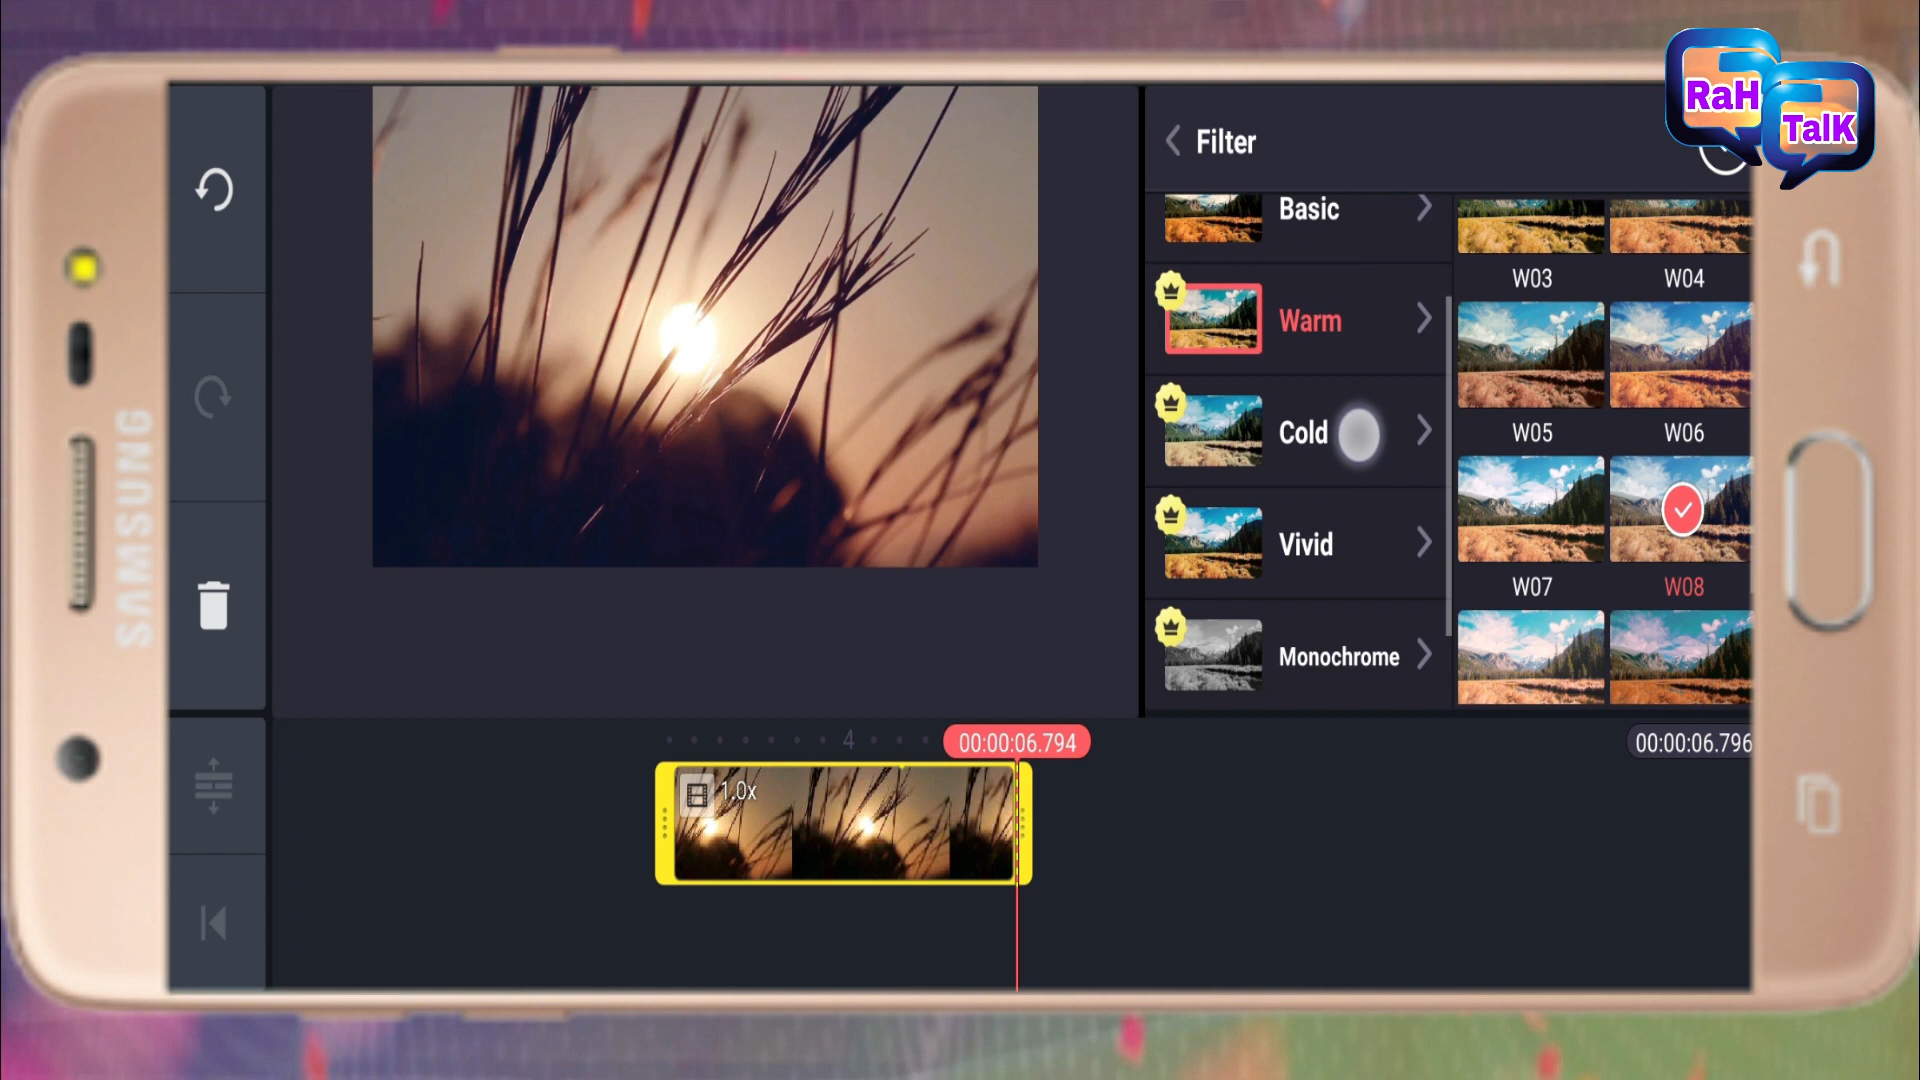 RaH
TalK
Filter
Basic
W03
W04
Warm
Cold
W05
W06
Vivid
W07
W08
Monochrome
SAMSUNG
4
00:00:06.794
00:00:06.796
1.0x